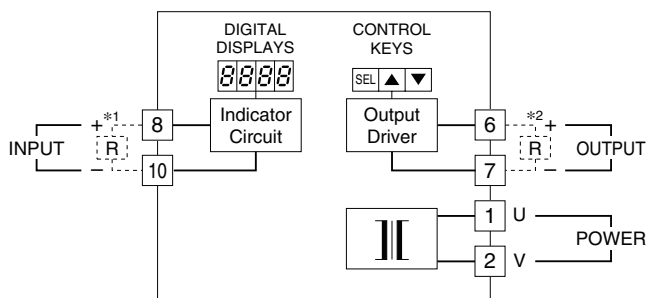 DIGITAL
DISPLAYS
CONTROL
KEYS
8888
SEL ▲ ▼
INPUT
+
*1
R
−
8
10
Indicator
Circuit
Output
Driver
6
7
*2
+
R
−
OUTPUT
1
U
2
V
POWER